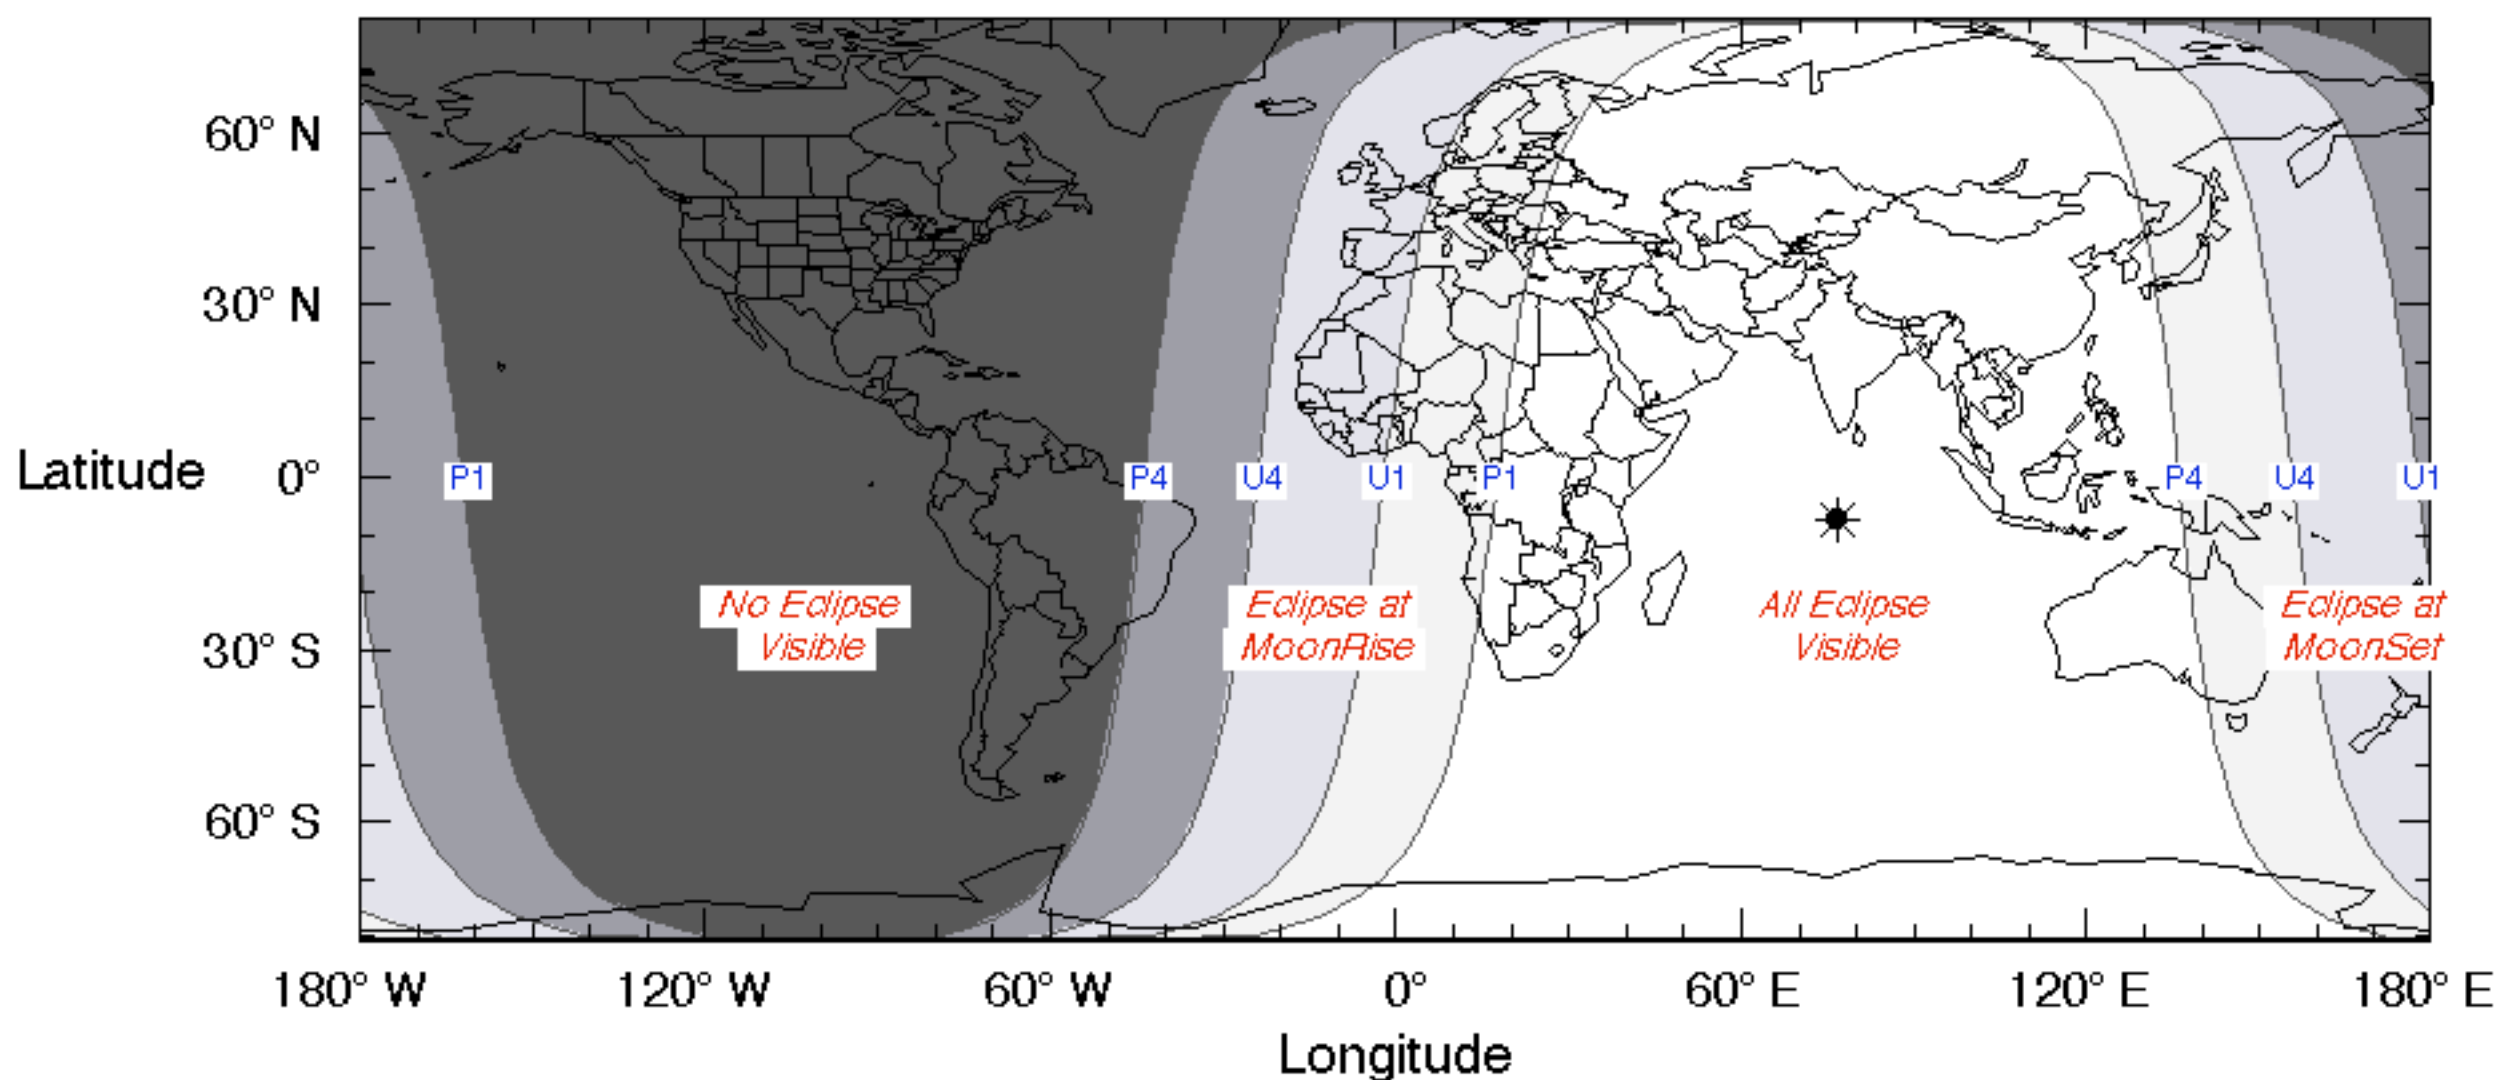 60° N
30° N
Latitude 0° P1 P4 U4 U1 P1 P4 U4 U1
No Eclipse
Visible
Eclipse at
MoonRise
All Eclipse
Visible
Eclipse at
MoonSet
30° S
60° S
180° W 120° W 60° W 0° 60° E 120° E 180° E
Longitude